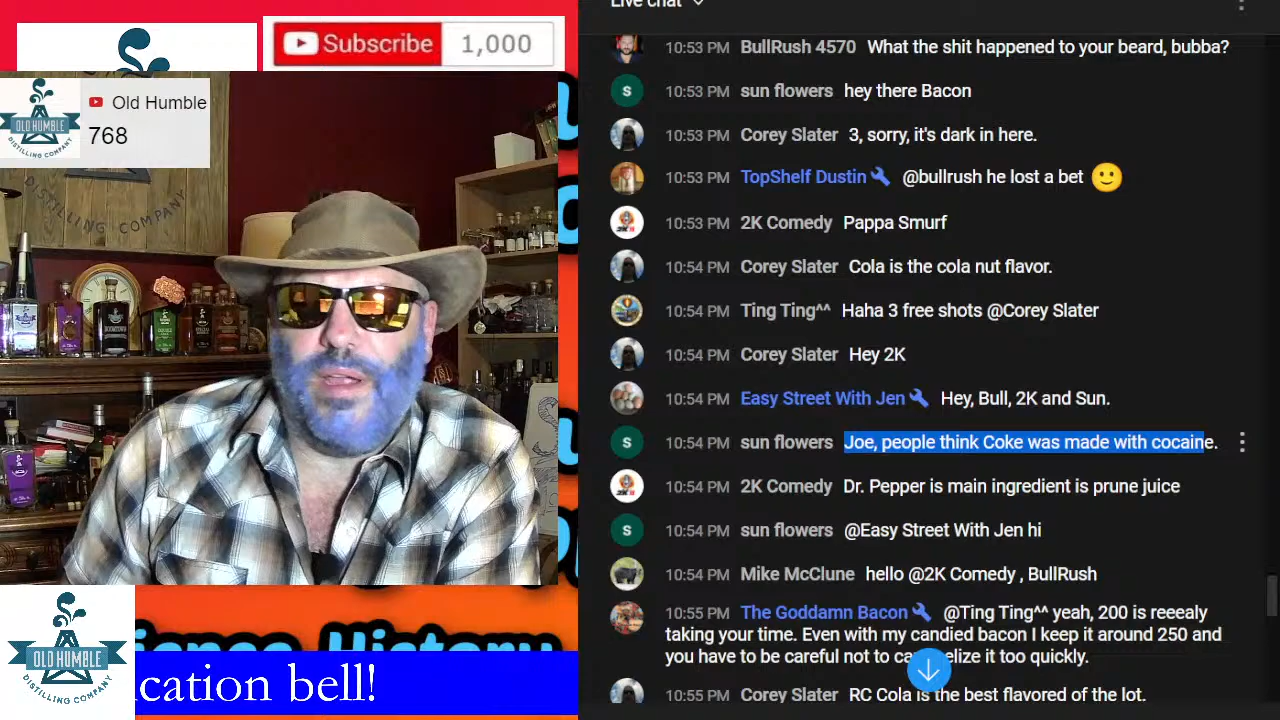 Subscribe 1,000
Old Humble
768
OLD HUMBLE
DISTILLING COMPANY
DISTILLING COMPANY
OLD HUMBLE
DISTILLING COMPANY
ience History
cation bell!
Live chat
10:53 PM BullRush 4570 What the shit happened to your beard, bubba?
S 10:53 PM sun flowers hey there Bacon
10:53 PM Corey Slater 3, sorry, it's dark in here.
10:53 PM TopShelf Dustin @bullrush he lost a bet 🙂
10:53 PM 2K Comedy Pappa Smurf
10:54 PM Corey Slater Cola is the cola nut flavor.
10:54 PM Ting Ting^^ Haha 3 free shots @Corey Slater
10:54 PM Corey Slater Hey 2K
10:54 PM Easy Street With Jen Hey, Bull, 2K and Sun.
S 10:54 PM sun flowers Joe, people think Coke was made with cocaine.
10:54 PM 2K Comedy Dr. Pepper is main ingredient is prune juice
S 10:54 PM sun flowers @Easy Street With Jen hi
10:54 PM Mike McClune hello @2K Comedy , BullRush
10:55 PM The Goddamn Bacon @Ting Ting^^ yeah, 200 is reeealy
taking your time. Even with my candied bacon I keep it around 250 and
you have to be careful not to ca elize it too quickly.
10:55 PM Corey Slater RC Cola is the best flavored of the lot.